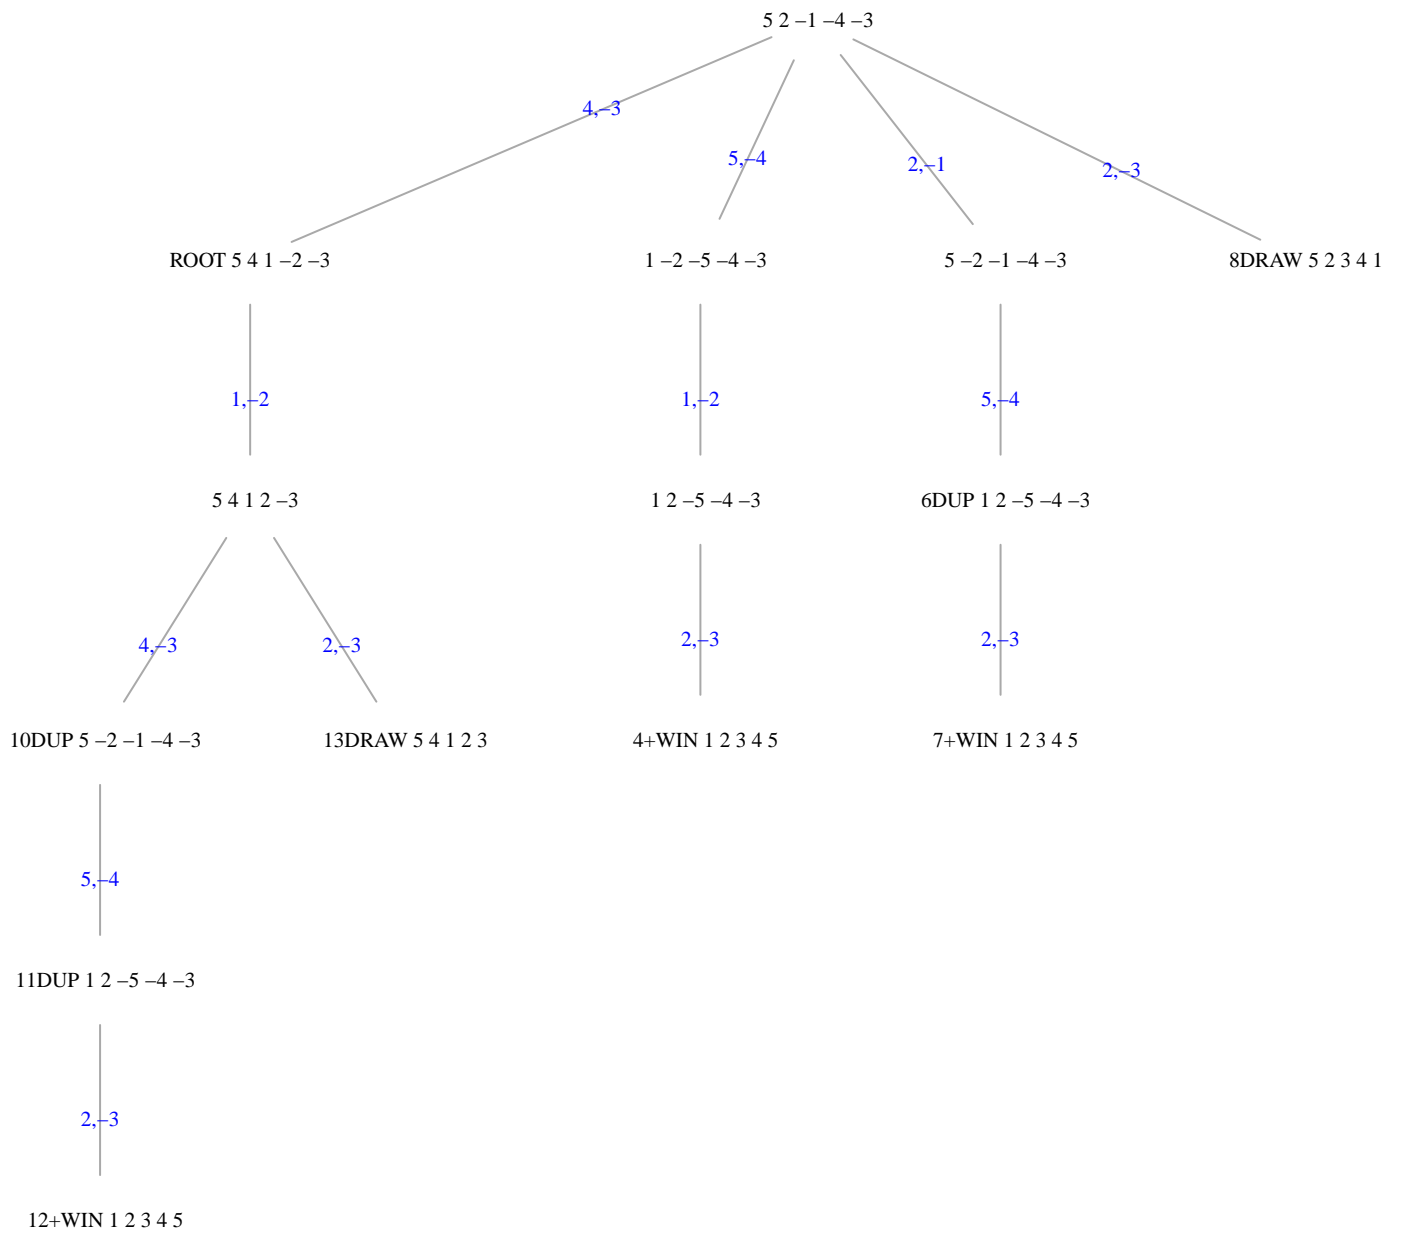 5 2 –1 –4 –3
4,–3
5,–4
2,–1
2,–3
ROOT 5 4 1 –2 –3
1 –2 –5 –4 –3
5 –2 –1 –4 –3
8DRAW 5 2 3 4 1
1,–2
1,–2
5,–4
5 4 1 2 –3
1 2 –5 –4 –3
6DUP 1 2 –5 –4 –3
4,–3
2,–3
2,–3
2,–3
10DUP 5 –2 –1 –4 –3
13DRAW 5 4 1 2 3
4+WIN 1 2 3 4 5
7+WIN 1 2 3 4 5
5,–4
11DUP 1 2 –5 –4 –3
2,–3
12+WIN 1 2 3 4 5